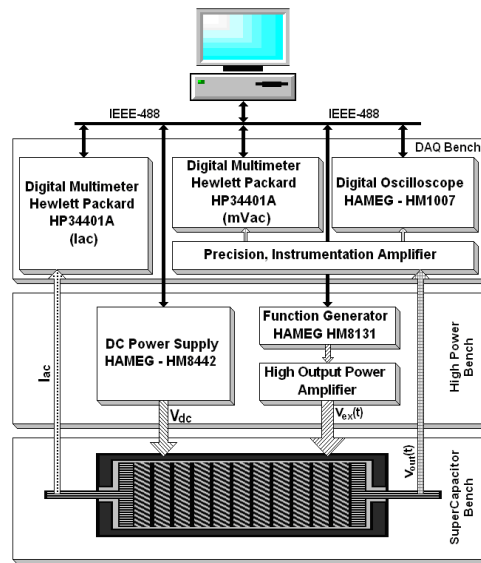 IEEE-488
IEEE-488
DAQ Bench
Digital Multimeter
Hewlett Packard
HP34401A
(Iac)
Digital Multimeter
Hewlett Packard
HP34401A
(mVac)
Digital Oscilloscope
HAMEG - HM1007
Precision, Instrumentation Amplifier
Iac
DC Power Supply
HAMEG - HM8442
Function Generator
HAMEG HM8131
High Output Power
Amplifier
High Power
Bench
Vdc
Vex(t)
Vout(t)
SuperCapacitor
Bench